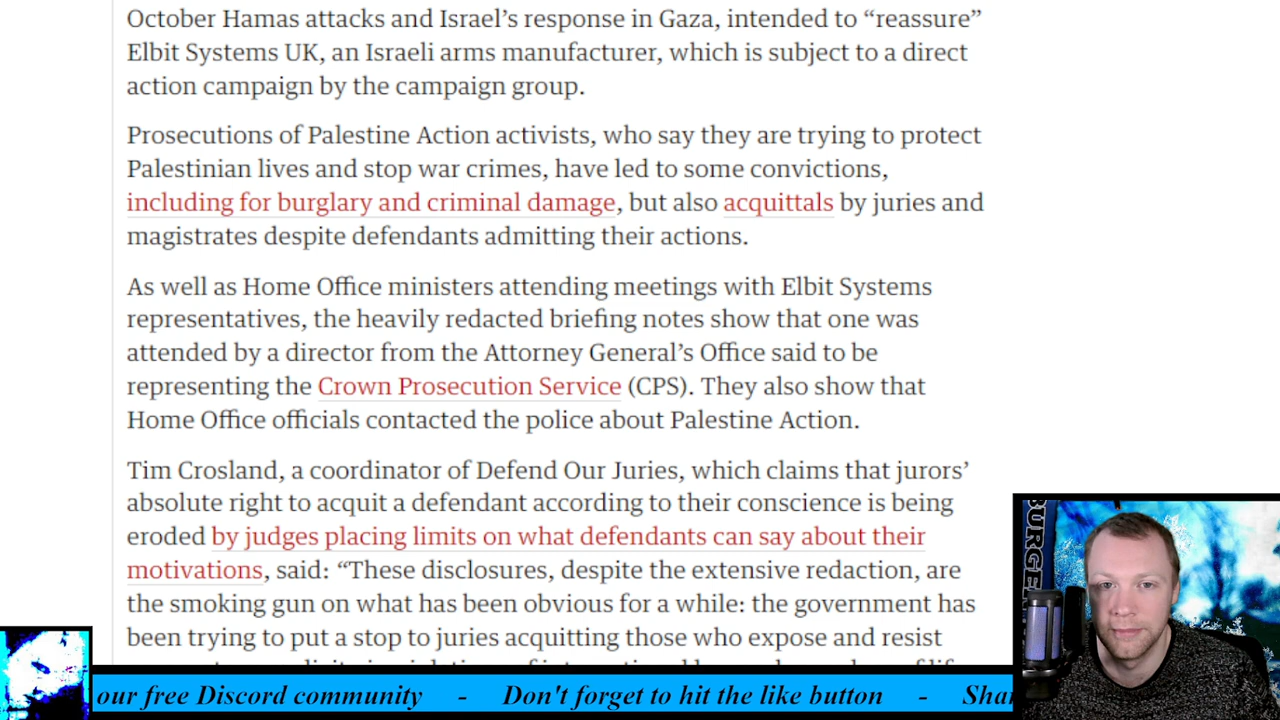 October Hamas attacks and Israel’s response in Gaza, intended to “reassure”
Elbit Systems UK, an Israeli arms manufacturer, which is subject to a direct
action campaign by the campaign group.
Prosecutions of Palestine Action activists, who say they are trying to protect
Palestinian lives and stop war crimes, have led to some convictions,
including for burglary and criminal damage, but also acquittals by juries and
magistrates despite defendants admitting their actions.
As well as Home Office ministers attending meetings with Elbit Systems
representatives, the heavily redacted briefing notes show that one was
attended by a director from the Attorney General’s Office said to be
representing the Crown Prosecution Service (CPS). They also show that
Home Office officials contacted the police about Palestine Action.
Tim Crosland, a coordinator of Defend Our Juries, which claims that jurors’
absolute right to acquit a defendant according to their conscience is being
eroded by judges placing limits on what defendants can say about their
motivations, said: “These disclosures, despite the extensive redaction, are
the smoking gun on what has been obvious for a while: the government has
been trying to put a stop to juries acquitting those who expose and resist
our free Discord community - Don't forget to hit the like button - Shar